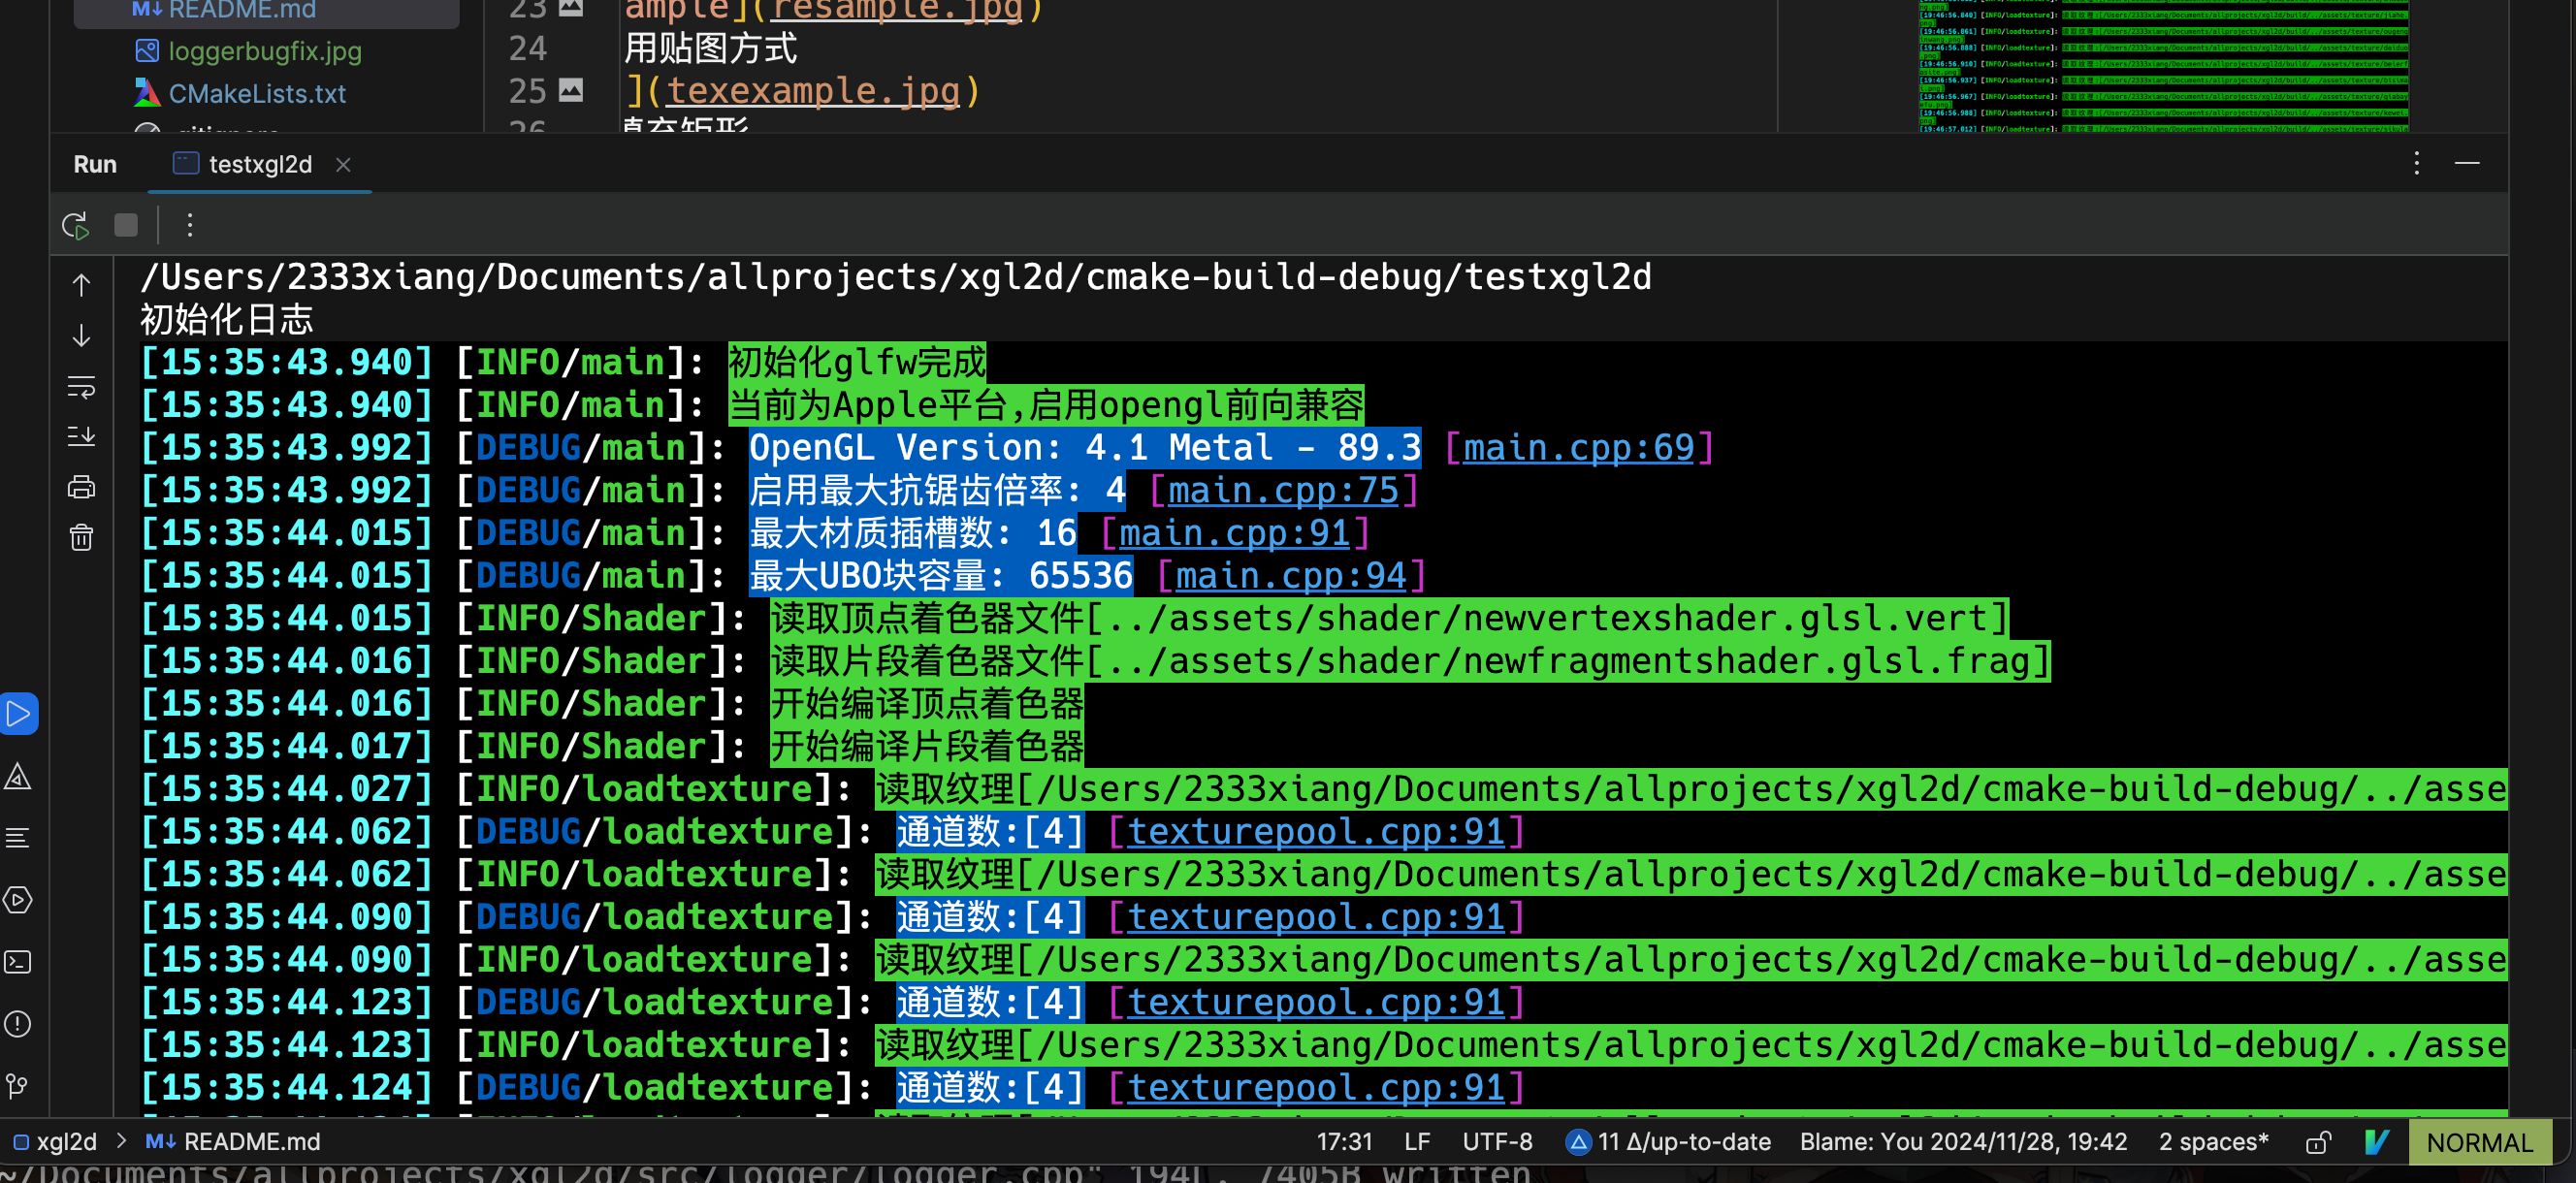 README.md
loggerbugfix.jpg
CMakeLists.txt
23 ample](resample.jpg)
24 用贴图方式
25 ](texexample.jpg)
Run testxgl2d
/Users/2333xiang/Documents/allprojects/xgl2d/cmake-build-debug/testxgl2d
初始化日志
[15:35:43.940] [INFO/main]: 初始化glfw完成
[15:35:43.940] [INFO/main]: 当前为Apple平台,启用opengl前向兼容
[15:35:43.992] [DEBUG/main]: OpenGL Version: 4.1 Metal - 89.3 [main.cpp:69]
[15:35:43.992] [DEBUG/main]: 启用最大抗锯齿倍率: 4 [main.cpp:75]
[15:35:44.015] [DEBUG/main]: 最大材质插槽数: 16 [main.cpp:91]
[15:35:44.015] [DEBUG/main]: 最大UBO块容量: 65536 [main.cpp:94]
[15:35:44.015] [INFO/Shader]: 读取顶点着色器文件[../assets/shader/newvertexshader.glsl.vert]
[15:35:44.016] [INFO/Shader]: 读取片段着色器文件[../assets/shader/newfragmentshader.glsl.frag]
[15:35:44.016] [INFO/Shader]: 开始编译顶点着色器
[15:35:44.017] [INFO/Shader]: 开始编译片段着色器
[15:35:44.027] [INFO/loadtexture]: 读取纹理[/Users/2333xiang/Documents/allprojects/xgl2d/cmake-build-debug/../asse
[15:35:44.062] [DEBUG/loadtexture]: 通道数:[4] [texturepool.cpp:91]
[15:35:44.062] [INFO/loadtexture]: 读取纹理[/Users/2333xiang/Documents/allprojects/xgl2d/cmake-build-debug/../asse
[15:35:44.090] [DEBUG/loadtexture]: 通道数:[4] [texturepool.cpp:91]
[15:35:44.090] [INFO/loadtexture]: 读取纹理[/Users/2333xiang/Documents/allprojects/xgl2d/cmake-build-debug/../asse
[15:35:44.123] [DEBUG/loadtexture]: 通道数:[4] [texturepool.cpp:91]
[15:35:44.123] [INFO/loadtexture]: 读取纹理[/Users/2333xiang/Documents/allprojects/xgl2d/cmake-build-debug/../asse
[15:35:44.124] [DEBUG/loadtexture]: 通道数:[4] [texturepool.cpp:91]
xgl2d > M↓ README.md 17:31 LF UTF-8 11 Δ/up-to-date Blame: You 2024/11/28, 19:42 2 spaces* NORMAL
~/Documents/allprojects/xgl2d/src/logger/logger.cpp" 194L, 7405B written